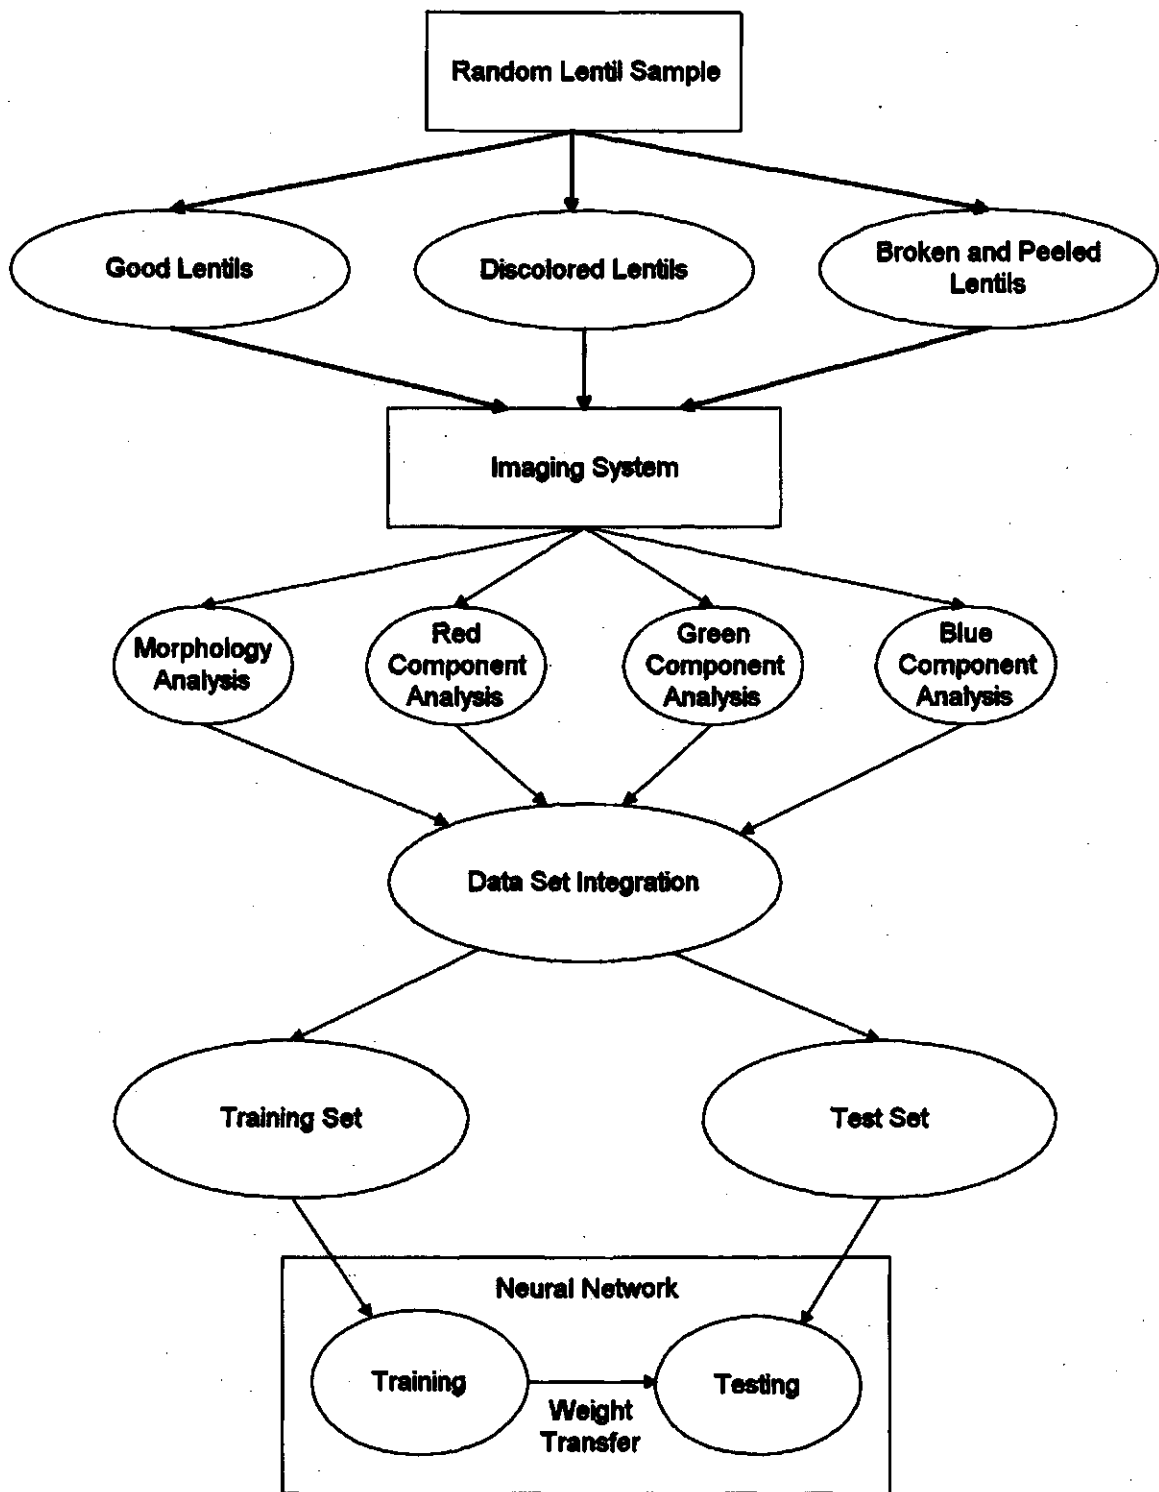 Random Lentil Sample
Good Lentils
Discolored Lentils
Broken and Peeled
Lentils
Imaging System
Morphology
Analysis
Red
Component
Analysis
Green
Component
Analysis
Blue
Component
Analysis
Data Set Integration
Training Set
Test Set
Neural Network
Training
Testing
Weight
Transfer